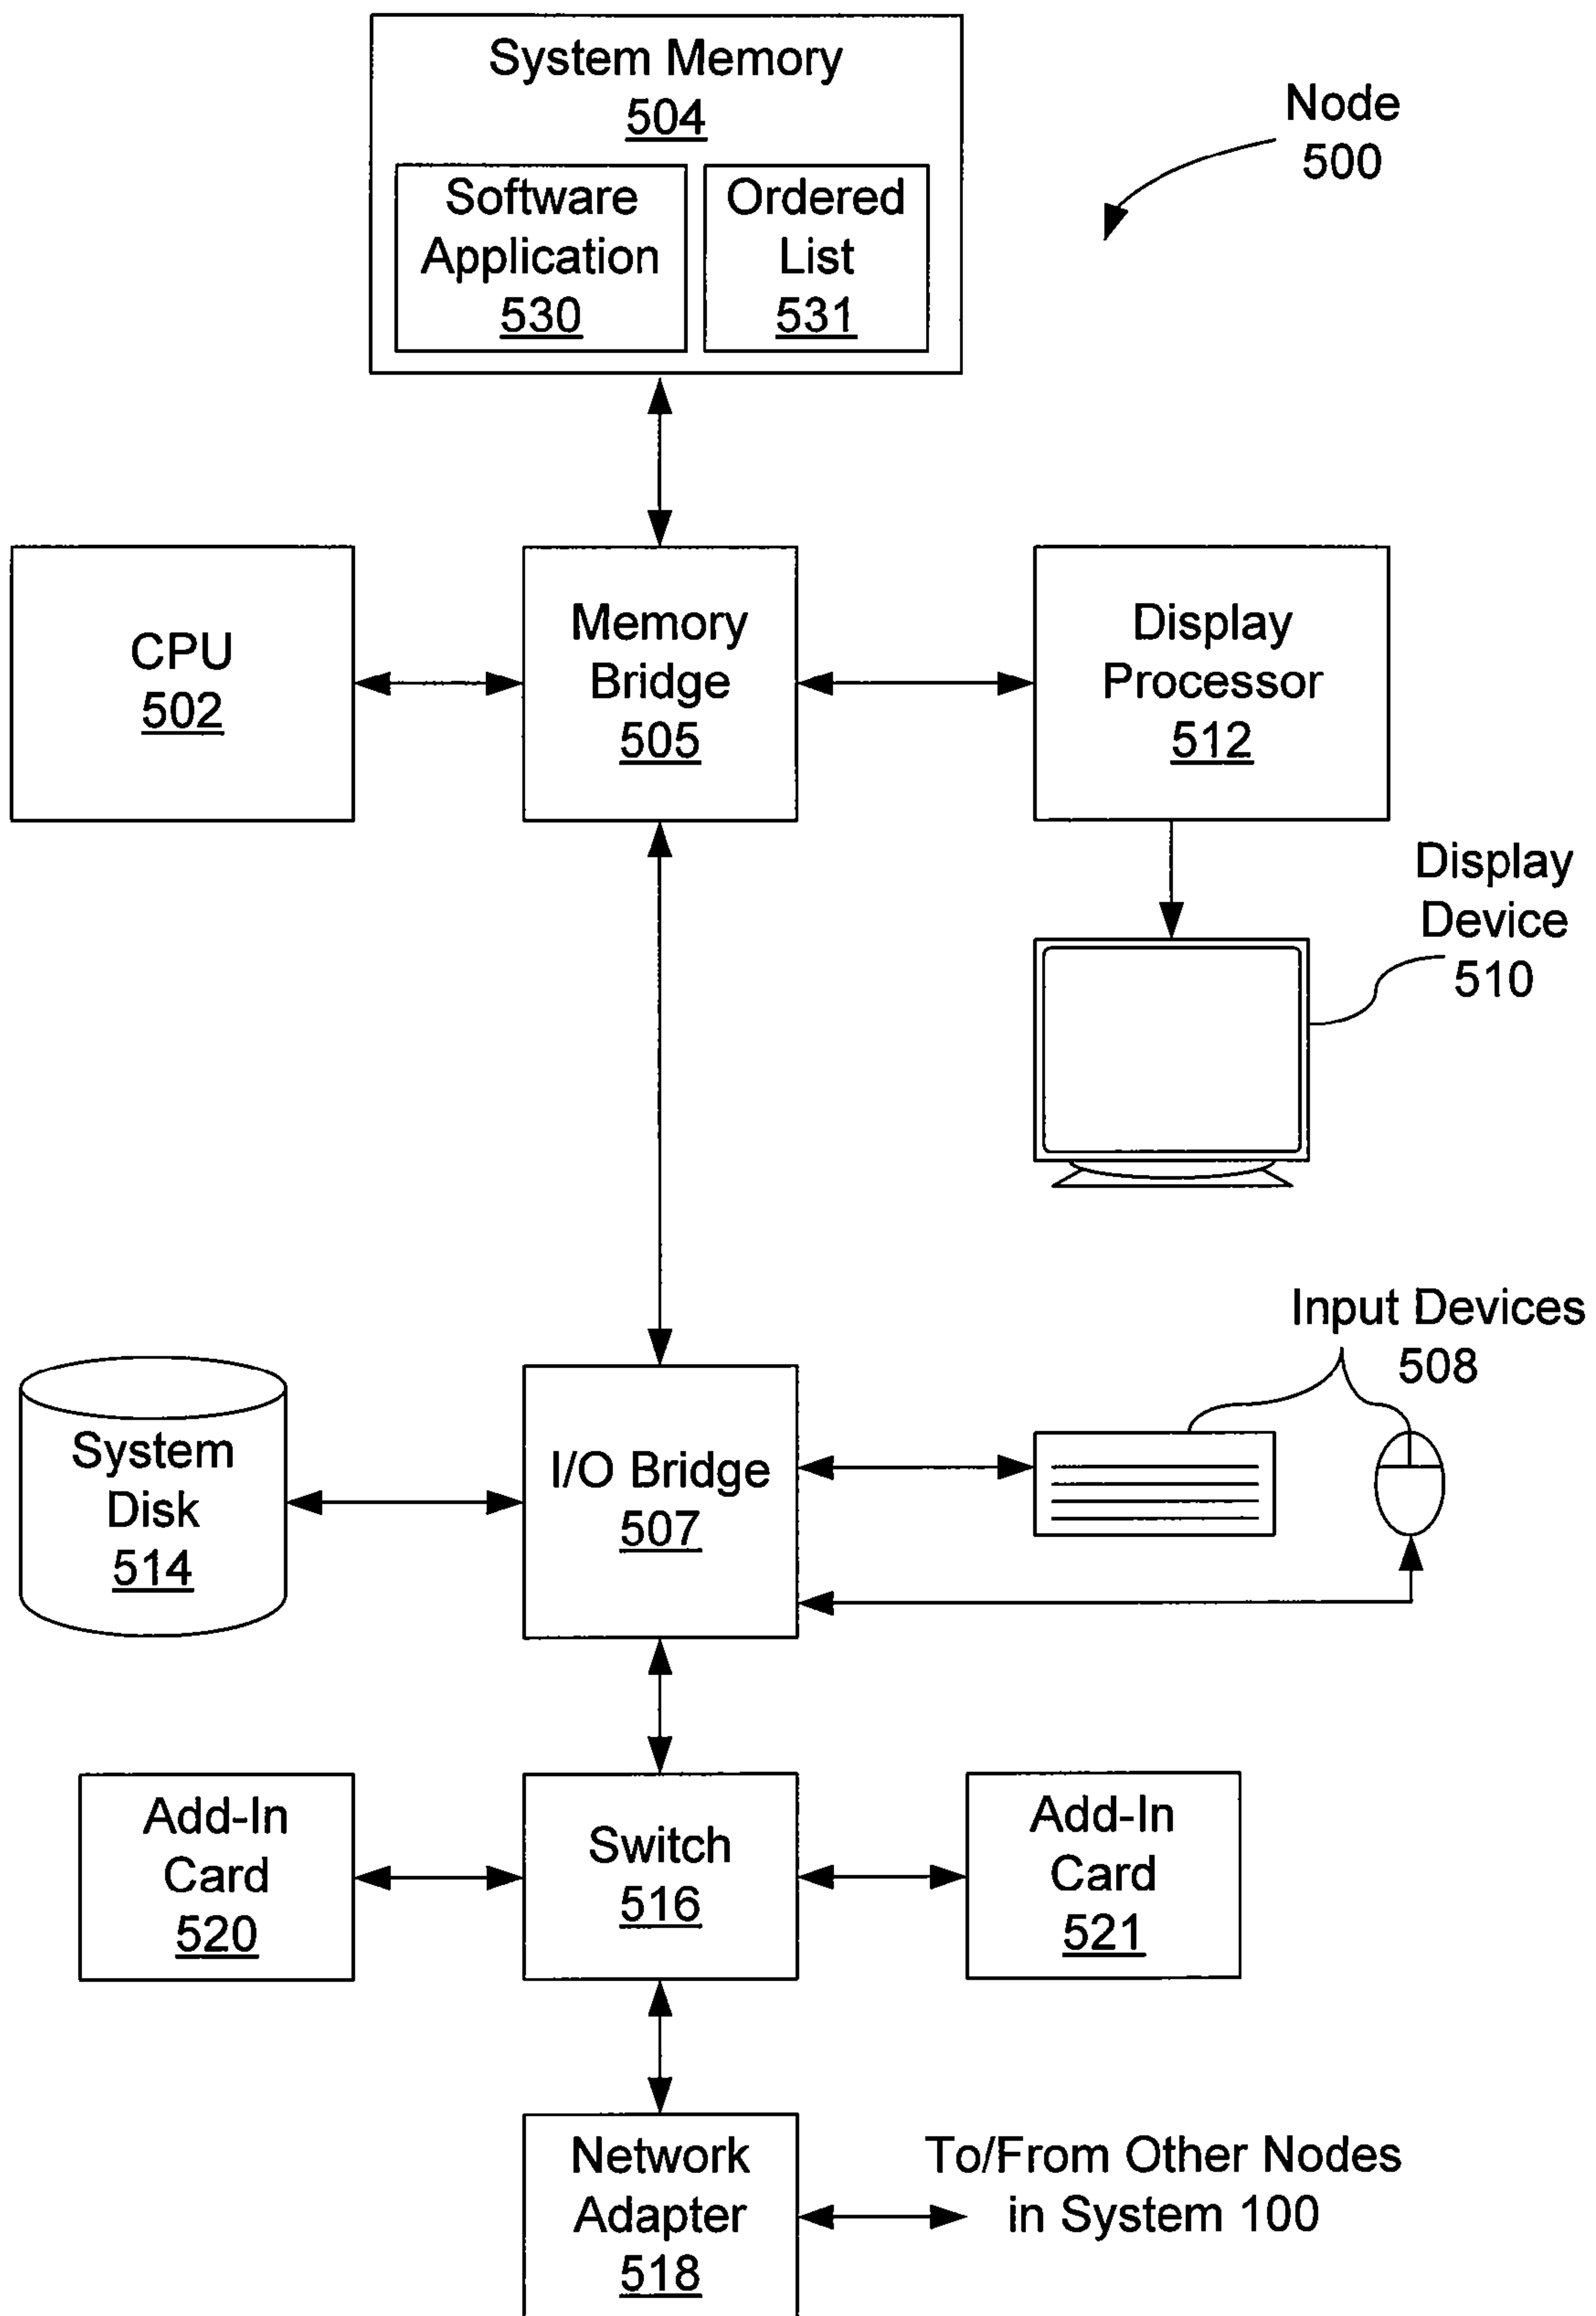 System Memory
504
Software
Application
530
Ordered
List
531
Node
500
CPU
502
Memory
Bridge
505
Display
Processor
512
Display
Device
510
Input Devices
508
System
Disk
514
I/O Bridge
507
Add-In
Card
520
Switch
516
Add-In
Card
521
Network
Adapter
518
To/From Other Nodes
in System 100